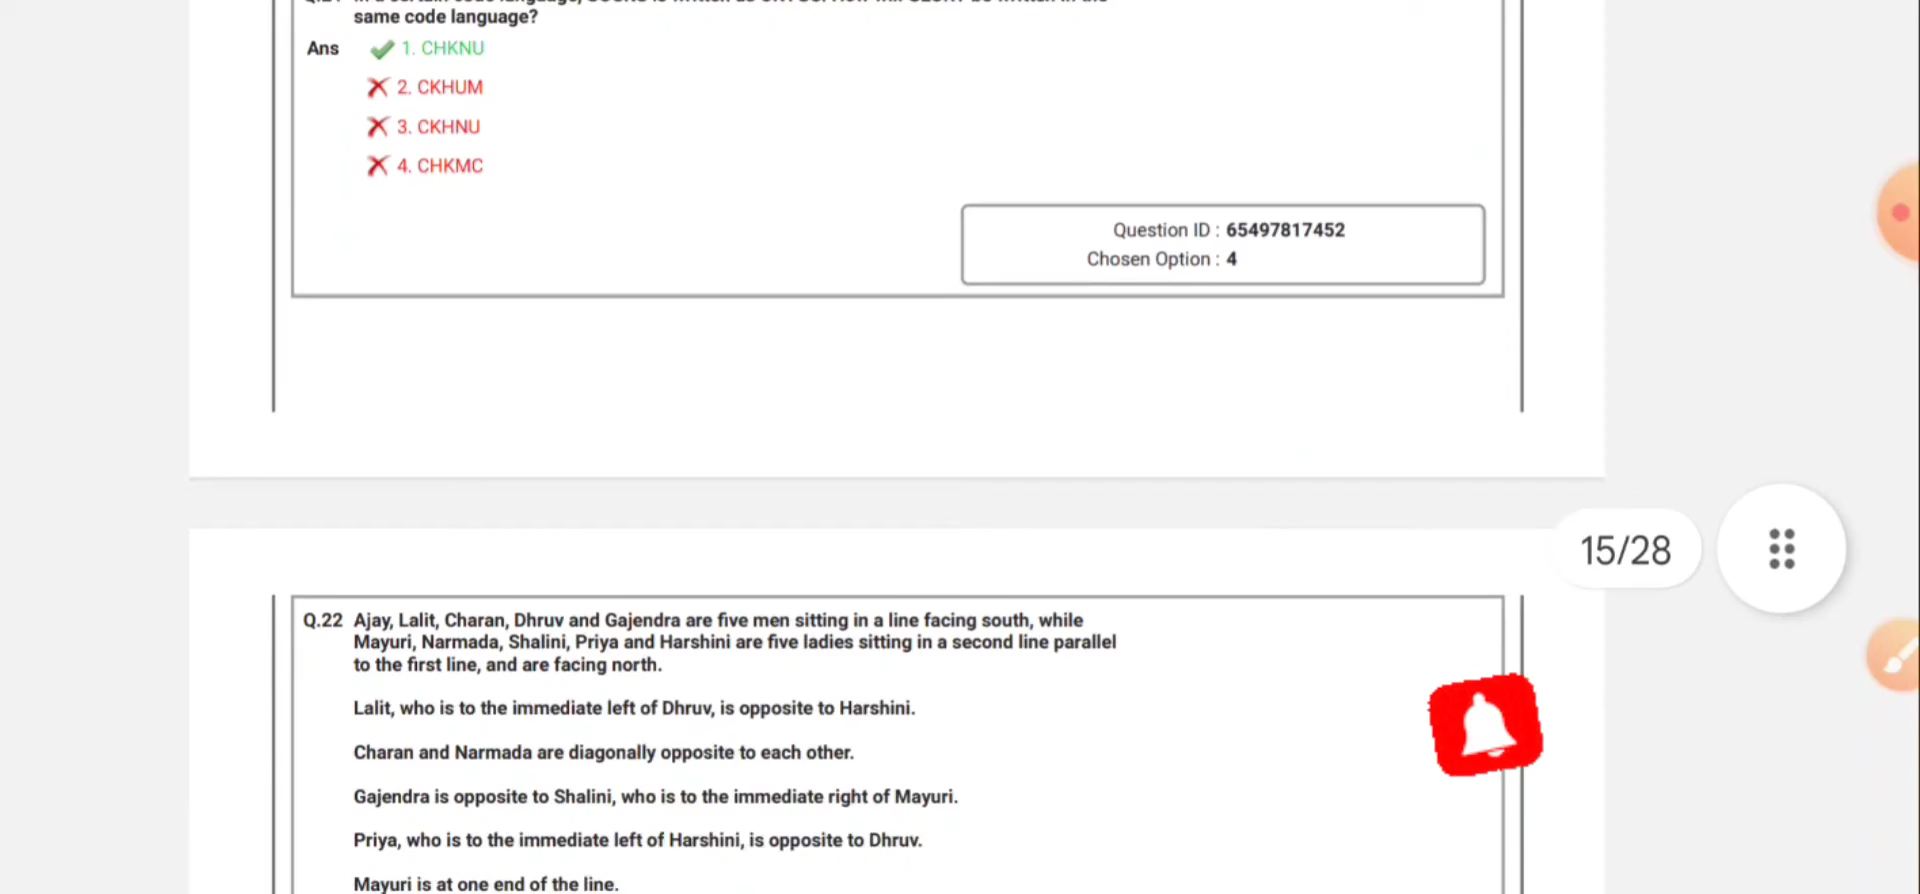 same code language?
Ans 1. CHKNU
2. CKHUM
3. CKHNU
4. CHKMC
Question ID : 65497817452
Chosen Option : 4
15/28
Q.22 Ajay, Lalit, Charan, Dhruv and Gajendra are five men sitting in a line facing south, while
Mayuri, Narmada, Shalini, Priya and Harshini are five ladies sitting in a second line parallel
to the first line, and are facing north.
Lalit, who is to the immediate left of Dhruv, is opposite to Harshini.
Charan and Narmada are diagonally opposite to each other.
Gajendra is opposite to Shalini, who is to the immediate right of Mayuri.
Priya, who is to the immediate left of Harshini, is opposite to Dhruv.
Mayuri is at one end of the line.